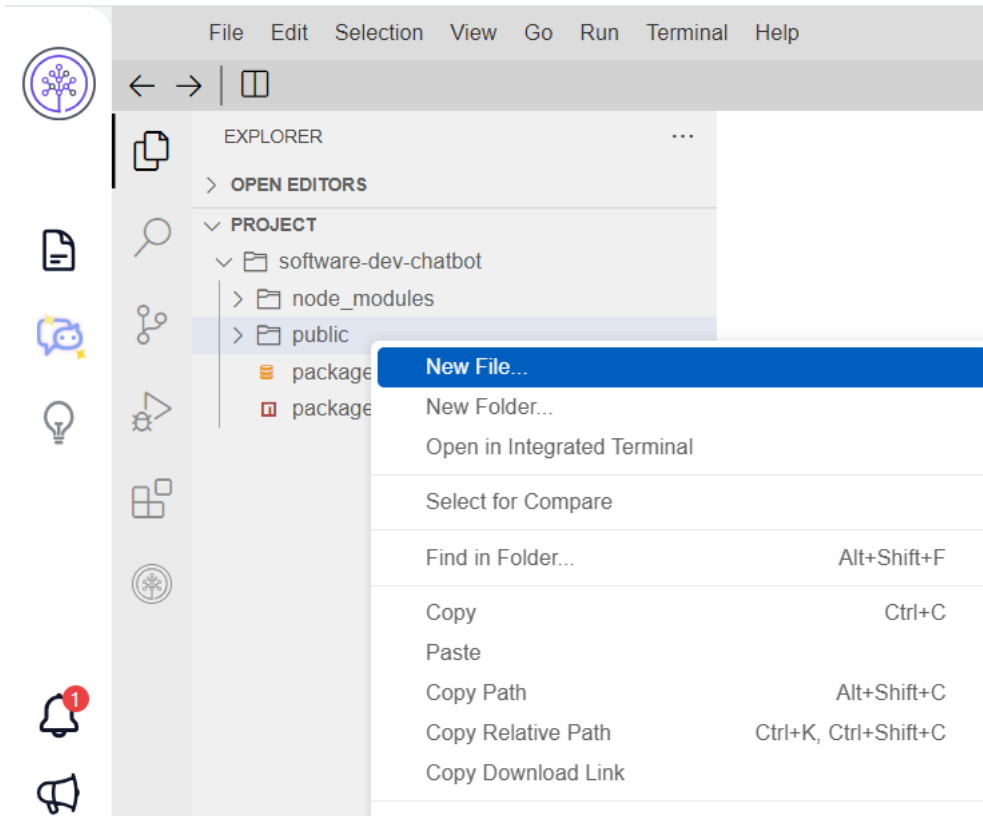 File Edit Selection View Go Run Terminal Help
EXPLORER ...
OPEN EDITORS
PROJECT
software-dev-chatbot
node_modules
public
package
package
New File...
New Folder...
Open in Integrated Terminal
Select for Compare
Find in Folder... Alt+Shift+F
Copy Ctrl+C
Paste
Copy Path Alt+Shift+C
Copy Relative Path Ctrl+K, Ctrl+Shift+C
Copy Download Link
1